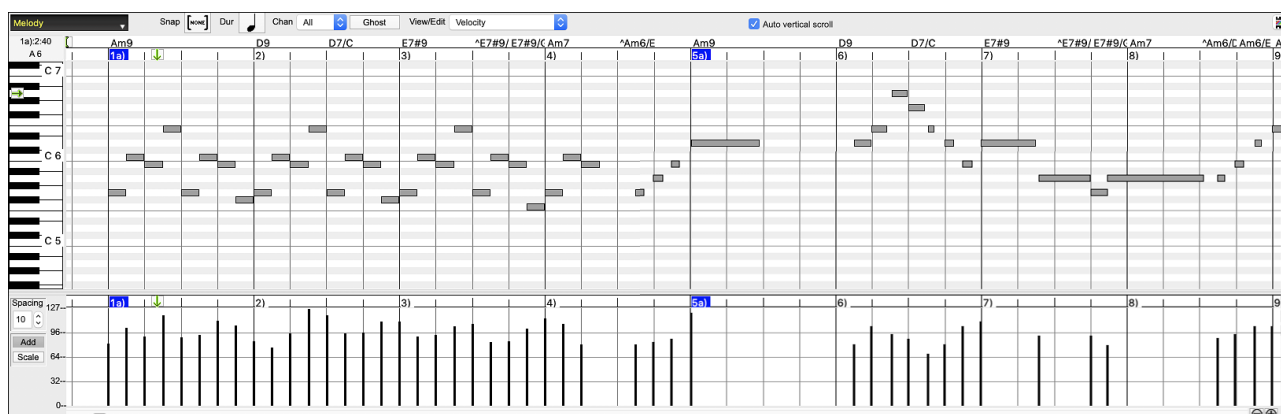 Melody Snap [NONE] Dur Chan All Ghost View/Edit Velocity Auto vertical scroll
1a):2:40 Am9 D9 D7/C E7#9 ^E7#9/ E7#9/( Am7 ^Am6/E Am9 D9 D7/C E7#9 ^E7#9/ E7#9/( Am7 ^Am6/ Am6/E A
A 6 1a) 2) 3) 4) 5a) 6) 7) 8) 9
C 7
C 6
C 5
Spacing 1a) 2) 3) 4) 5a) 6) 7) 8) 9
127--
10
96--
Add
Scale 64--
32--
0--